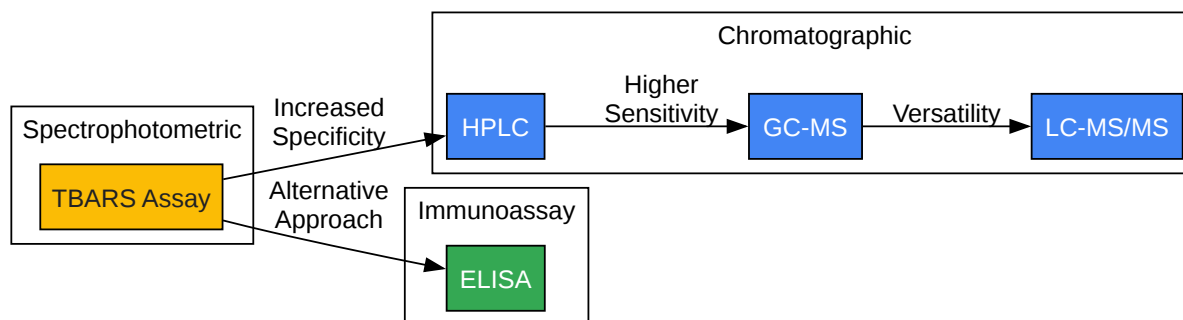 Chromatographic
Spectrophotometric
TBARS Assay
Increased
Specificity
HPLC
Higher
Sensitivity
GC-MS
Versatility
LC-MS/MS
Alternative
Approach
Immunoassay
ELISA